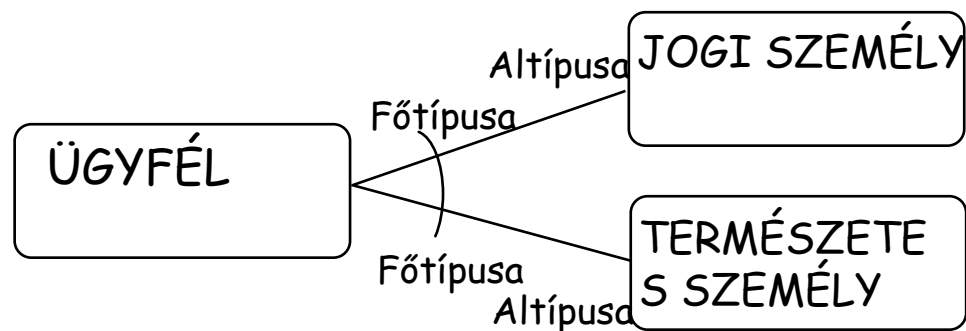 JOGI SZEMÉLY
Altípusa
Főtípusa
ÜGYFÉL
TERMÉSZETE
S SZEMÉLY
Főtípusa
Altípusa